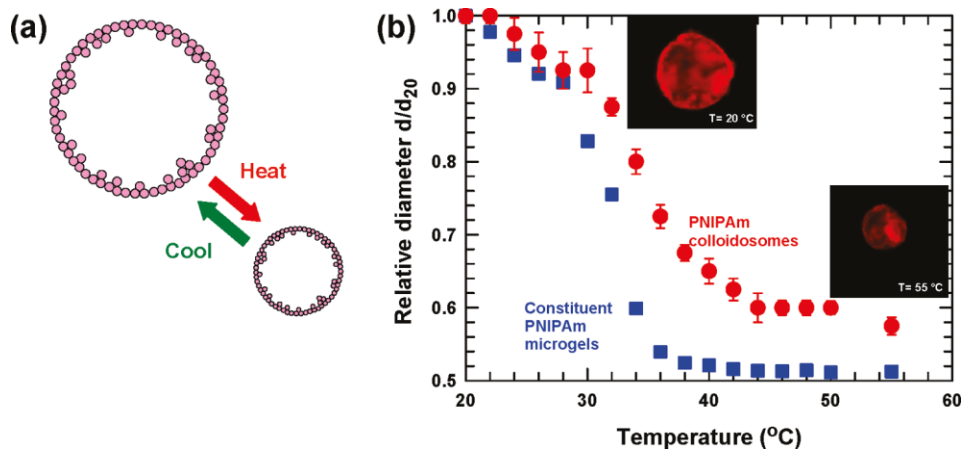 (a)
Heat
Cool
(b)
Relative diameter d/d20
1.0
0.9
0.8
0.7
0.6
0.5
T= 20 °C
PNIPAm
colloidosomes
T= 55 °C
Constituent
PNIPAm
microgels
20
30
40
50
60
Temperature (°C)